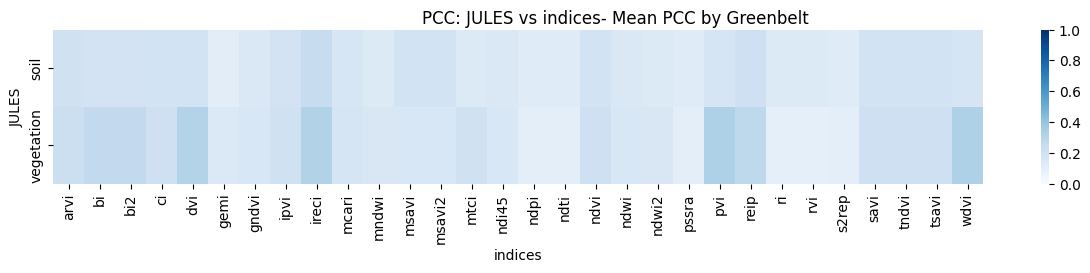 PCC: JULES vs indices- Mean PCC by Greenbelt
JULES
soil
vegetation
arvi
bi
bi2
ci
dvi
gemi
gndvi
ipvi
ireci
mcari
mndwi
msavi
msavi2
mtci
ndi45
ndpi
ndti
ndvi
ndwi
ndwi2
pssra
pvi
reip
ri
rvi
s2rep
savi
tndvi
tsavi
wdvi
indices
1.0
0.8
0.6
0.4
0.2
0.0